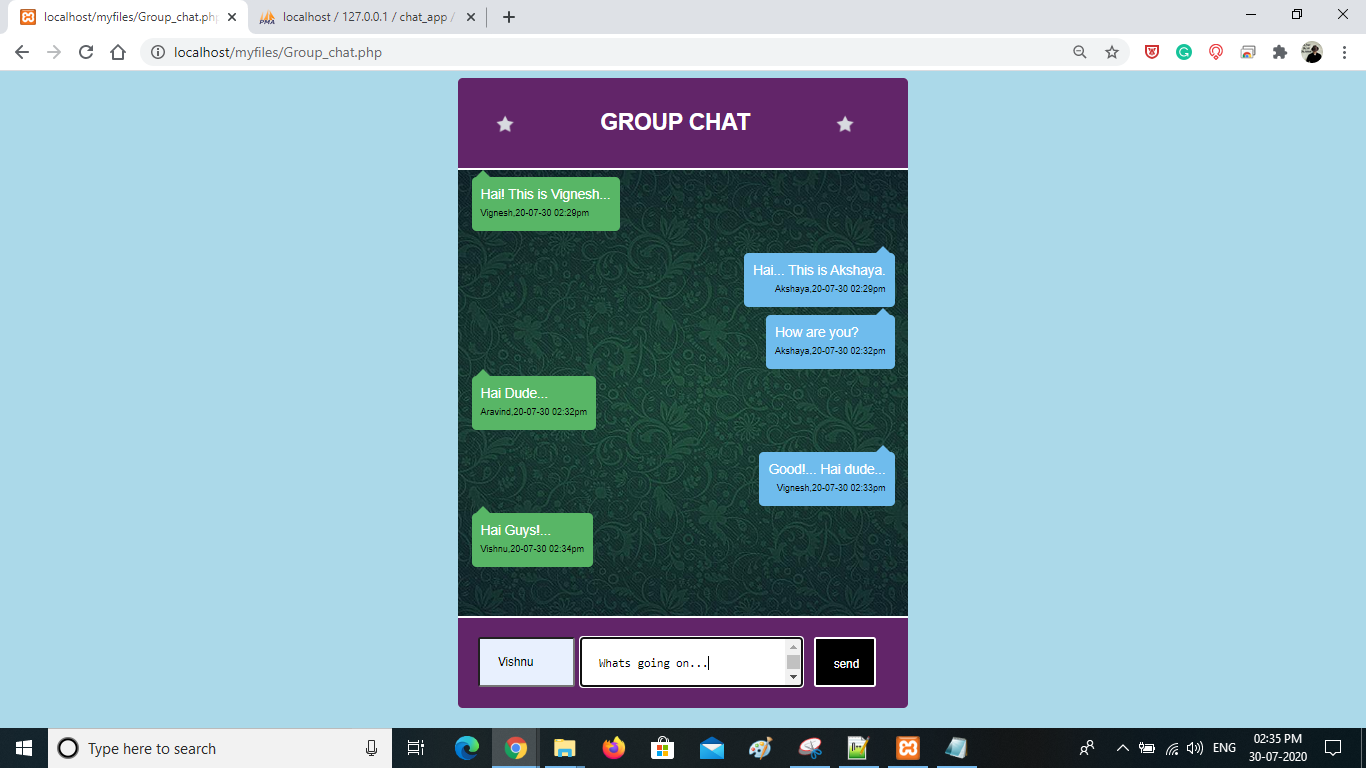 localhost/myfiles/Group_chat.php
localhost / 127.0.0.1 / chat_app /
localhost/myfiles/Group_chat.php
GROUP CHAT
Hai! This is Vignesh...
Vignesh,20-07-30 02:29pm
Hai... This is Akshaya.
Akshaya,20-07-30 02:29pm
How are you?
Akshaya,20-07-30 02:32pm
Hai Dude...
Aravind,20-07-30 02:32pm
Good!... Hai dude...
Vignesh,20-07-30 02:33pm
Hai Guys!...
Vishnu,20-07-30 02:34pm
Vishnu
Whats going on...
send
Type here to search
ENG
02:35 PM
30-07-2020